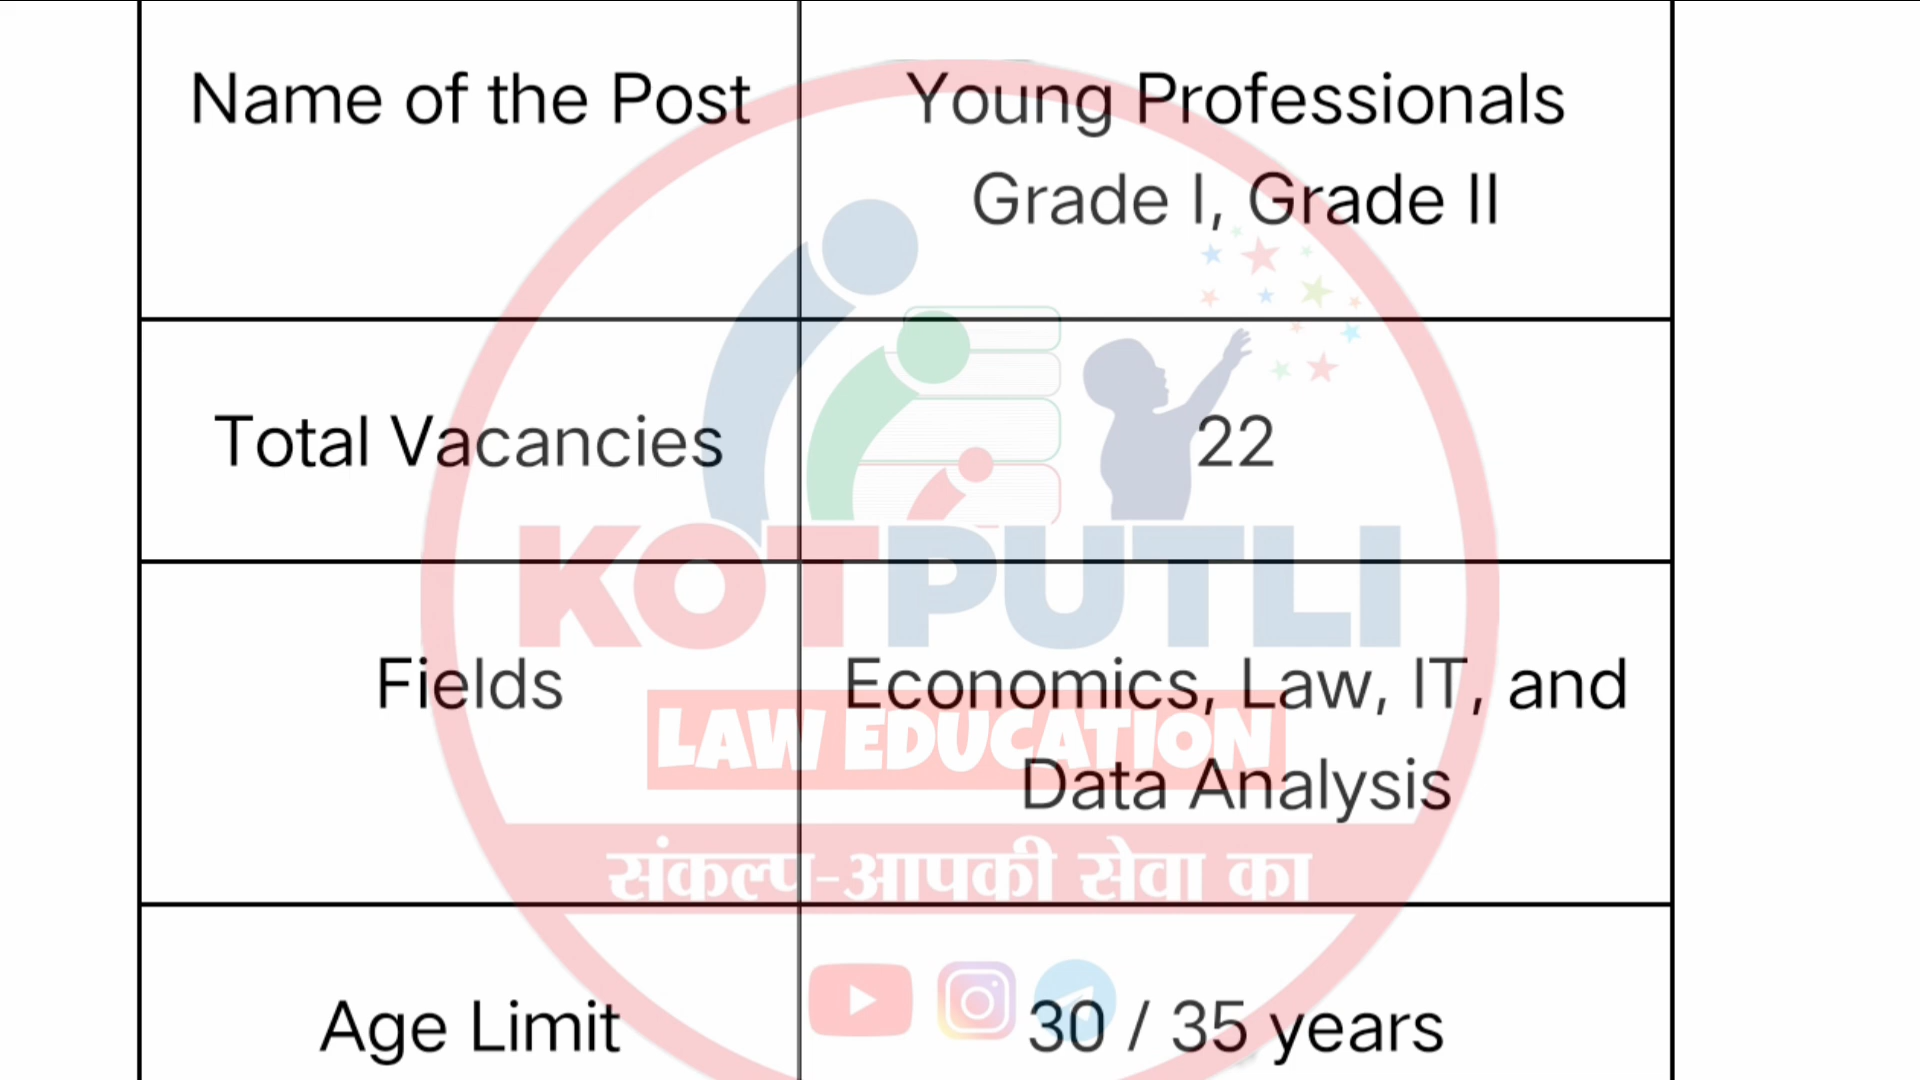 Name of the Post
Young Professionals
Grade I, Grade II
Total Vacancies
22
Fields
Economics, Law, IT, and
Data Analysis
Age Limit
30 / 35 years
KOTPUTLI
LAW EDUCATION
संकल्प-आपकी सेवा का